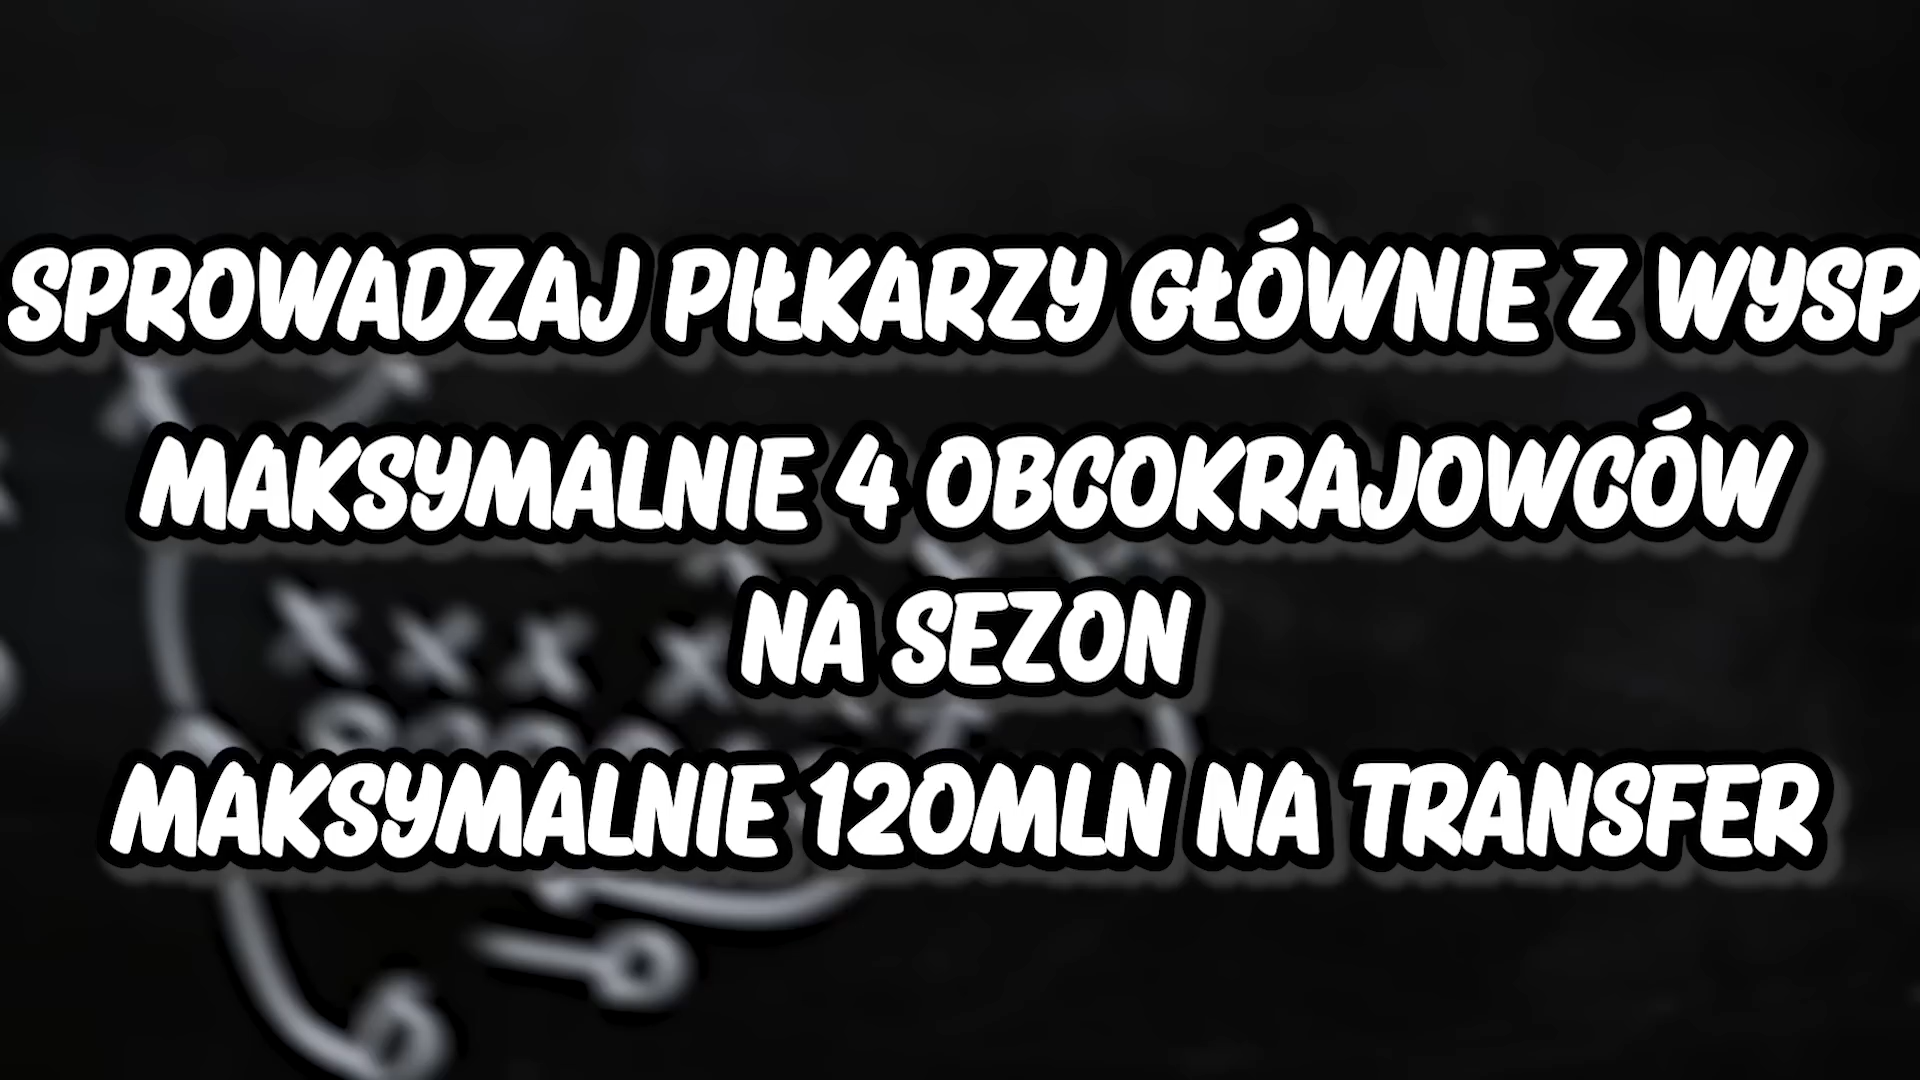 SPROWADZAJ PIŁKARZY GŁÓWNIE Z WYSP
MAKSYMALNIE 4 OBCOKRAJOWCÓW
NA SEZON
MAKSYMALNIE 120MLN NA TRANSFER